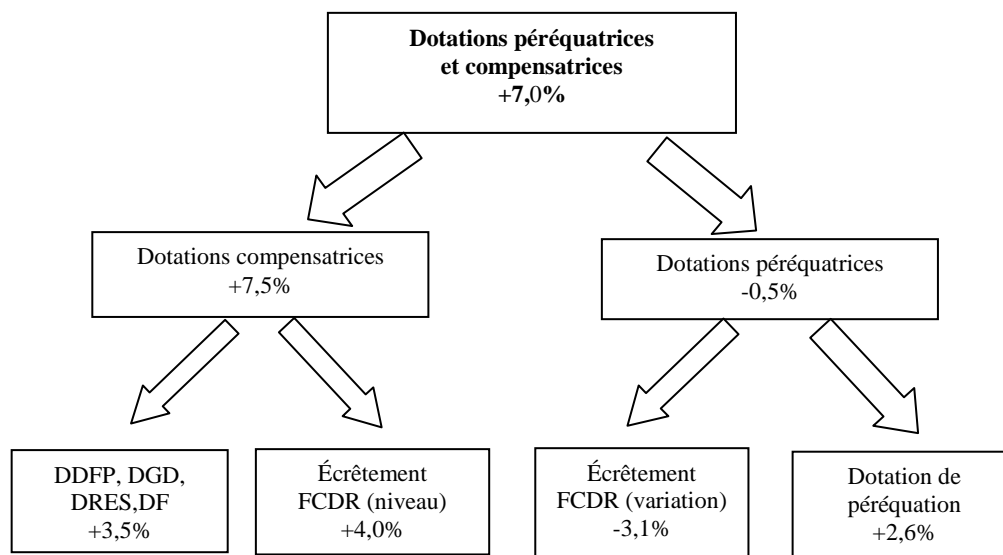 Dotations péréquatrices
et compensatrices
+7,0%
Dotations compensatrices
+7,5%
Dotations péréquatrices
-0,5%
DDFP, DGD,
DRES,DF
+3,5%
Écrêtement
FCDR (niveau)
+4,0%
Écrêtement
FCDR (variation)
-3,1%
Dotation de
péréquation
+2,6%